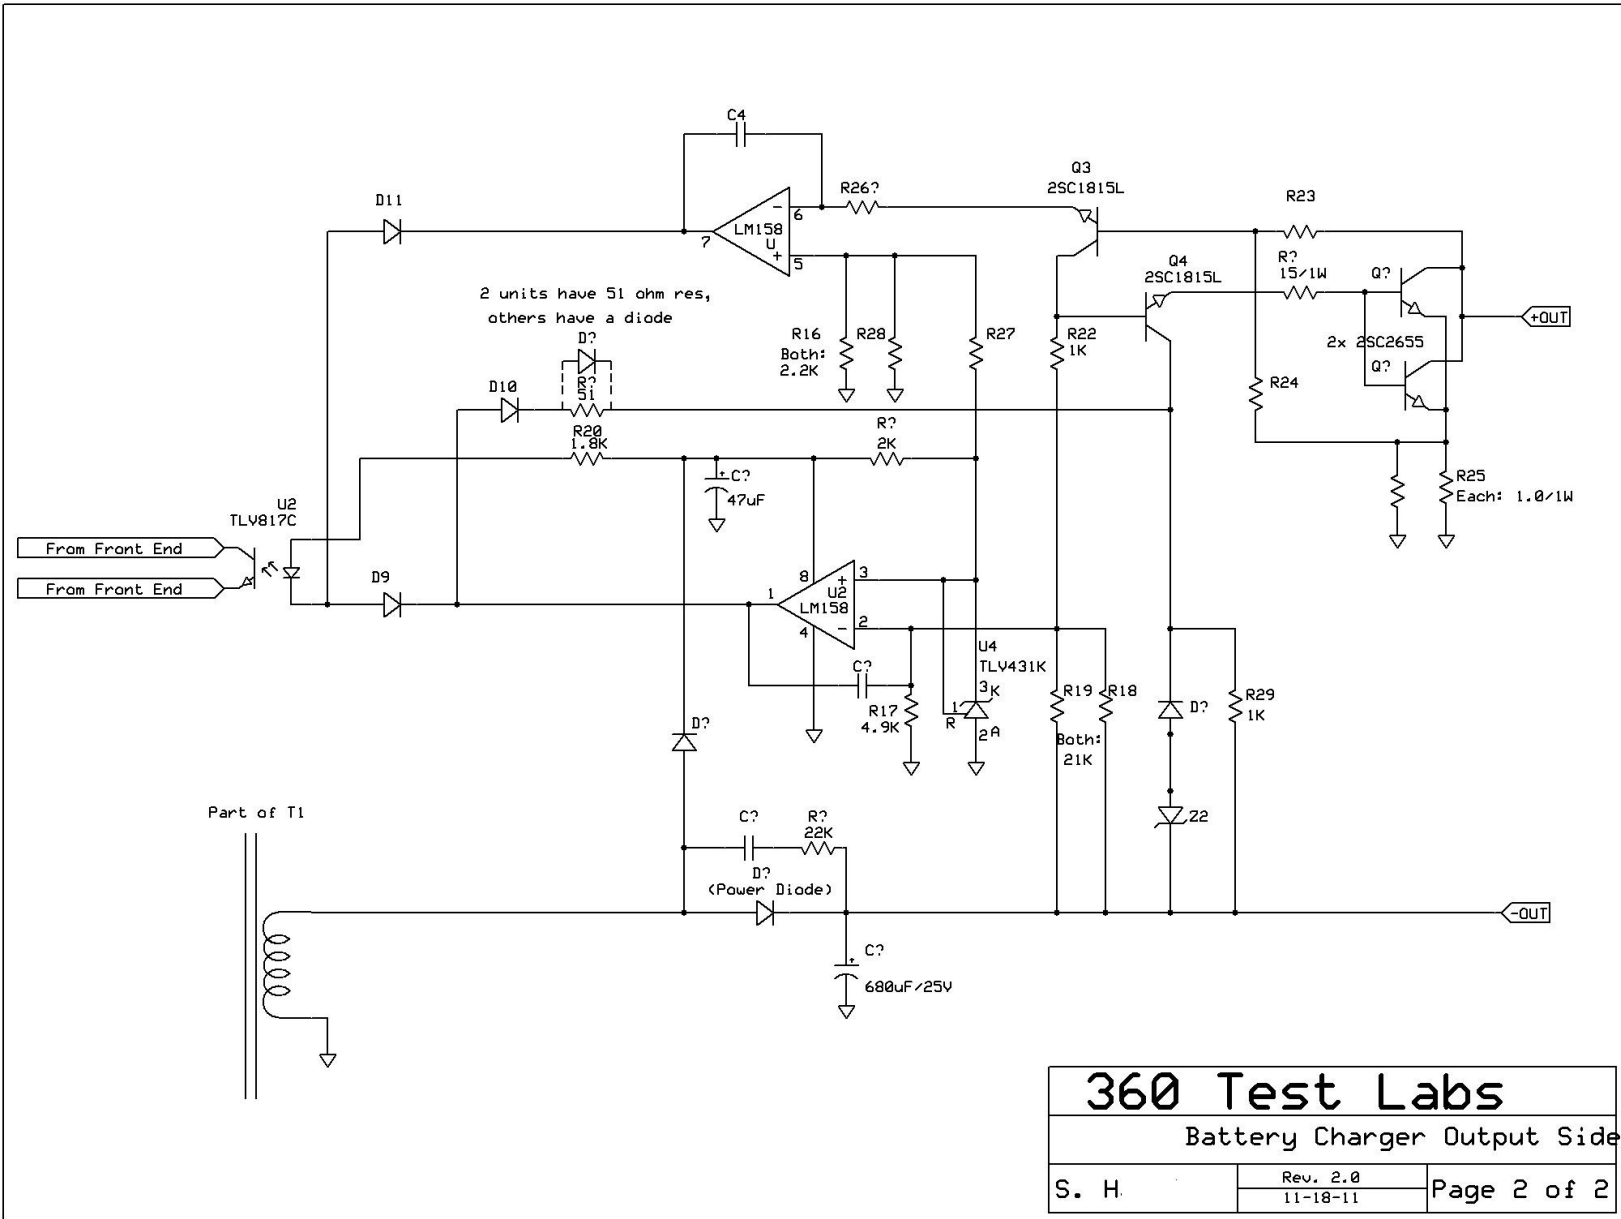 C4
Q3
2SC1815L
D11
R26?
R23
6
LM158
U
7
+
5
Q4
2SC1815L
R?
15/1W
Q?
2 units have 51 ohm res,
others have a diode
+OUT
D?
R16
R28
R27
R22
1K
Both:
2.2K
2x 2SC2655
Q?
D10
R?
51
R24
R20
1.8K
R?
2K
+
C?
47uF
R25
Each: 1.0/1W
U2
TLV817C
From Front End
From Front End
D9
8
+
3
1
U2
LM158
4
-
2
U4
TLV431K
C?
3
K
R17
4.9K
1
R
2
A
R19
R18
Both:
21K
D?
R29
1K
D?
Part of T1
C?
R?
22K
Z2
D?
(Power Diode)
-OUT
C?
+
680uF/25V
360 Test Labs
Battery Charger Output Side
S. H.
Rev. 2.0
11-18-11
Page 2 of 2